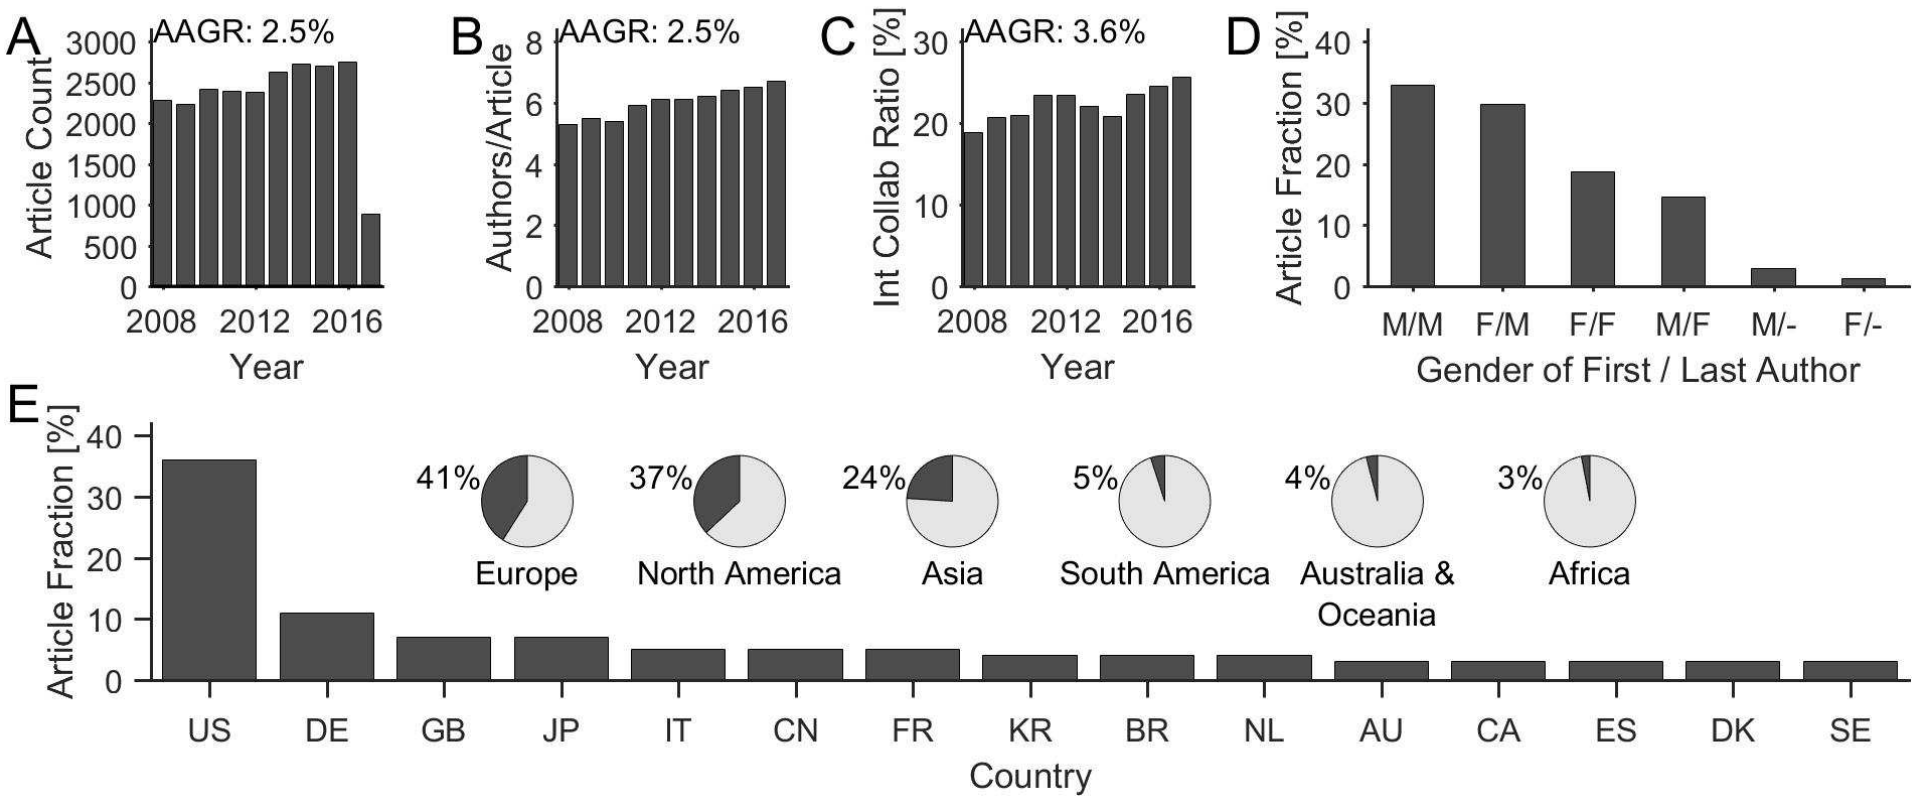 A
AAGR: 2.5%
Article Count
3000
2500
2000
1500
1000
500
0
2008 2012 2016
Year
B
AAGR: 2.5%
Authors/Article
8
6
4
2
0
2008 2012 2016
Year
C
AAGR: 3.6%
Int Collab Ratio [%]
30
20
10
0
2008 2012 2016
Year
D
Article Fraction [%]
40
30
20
10
0
M/M F/M F/F M/F M/- F/-
Gender of First / Last Author
E
Article Fraction [%]
40
30
20
10
0
41% 37% 24% 5% 4% 3%
Europe North America Asia South America Australia & Africa
Oceania
US DE GB JP IT CN FR KR BR NL AU CA ES DK SE
Country